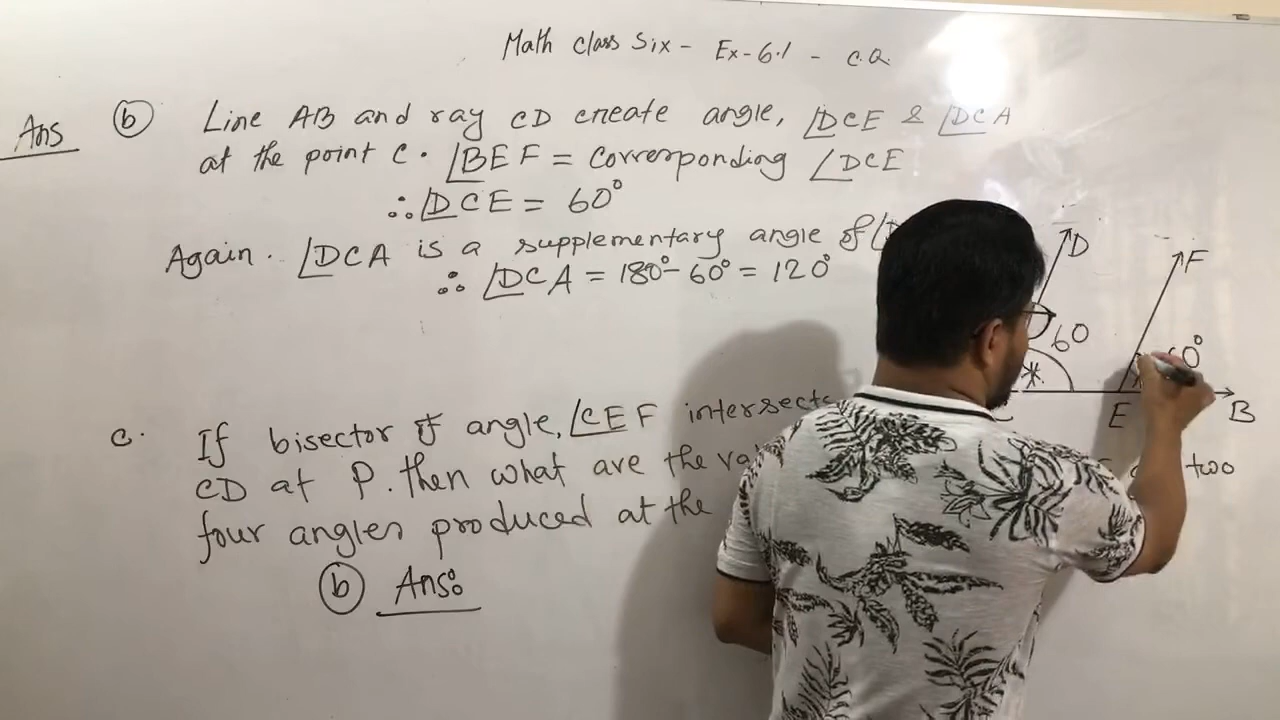 Math class Six - Ex-6.1 - C.Q.
Ans (b) Line AB and ray CD create angle, ∠DCE & ∠DCA
at the point C. ∠BEF = Corresponding ∠DCE
∴ ∠DCE = 60°
Again. ∠DCA is a supplementary angle of
∴ ∠DCA = 180° - 60° = 120°
D
F
60
60°
E
B
C. If bisector of angle, ∠CEF intersects
CD at P. then what are the two
four angles produced at the
(b) Ans: